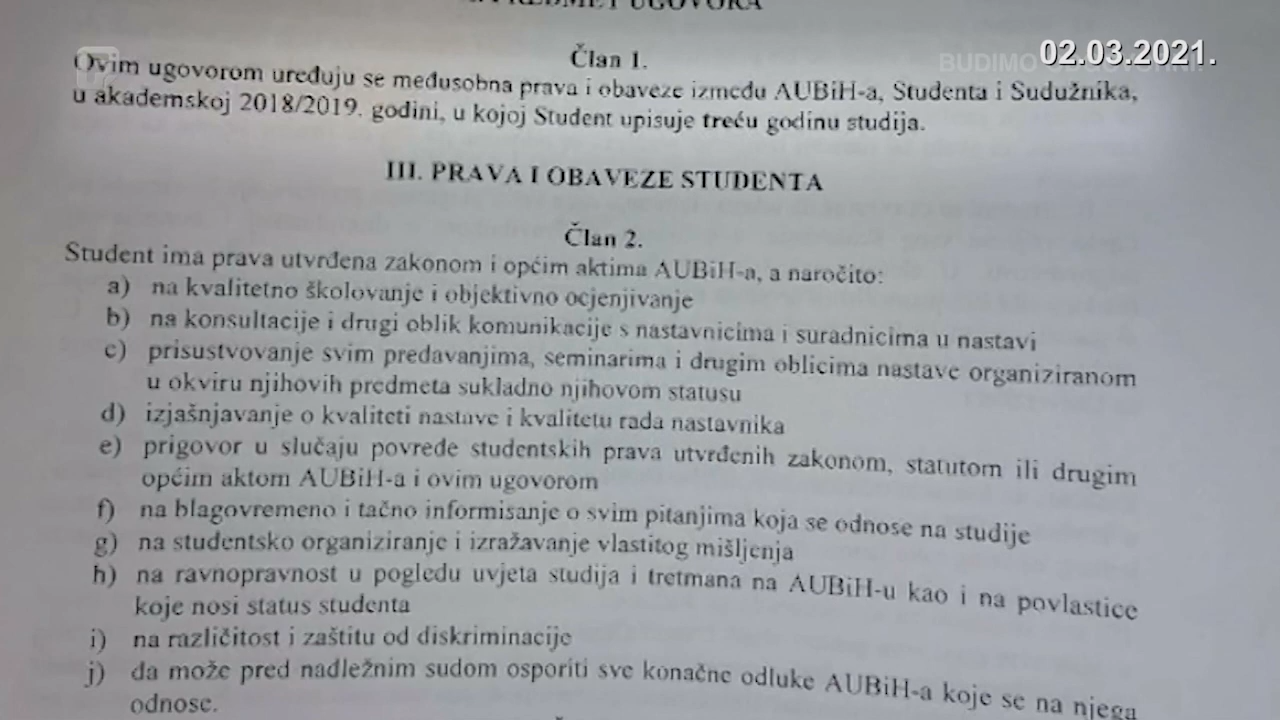 PREDMET UGOVORA
02.03.2021.
BUDIMO
Član 1.
Ovim ugovorom uređuju se međusobna prava i obaveze između AUBiH-a, Studenta i Sudužnika,
u akademskoj 2018/2019. godini, u kojoj Student upisuje treću godinu studija.
III. PRAVA I OBAVEZE STUDENTA
Član 2.
Student ima prava utvrđena zakonom i općim aktima AUBiH-a, a naročito:
a) na kvalitetno školovanje i objektivno ocjenjivanje
b) na konsultacije i drugi oblik komunikacije s nastavnicima i suradnicima u nastavi
c) prisustvovanje svim predavanjima, seminarima i drugim oblicima nastave organiziranom
u okviru njihovih predmeta sukladno njihovom statusu
d) izjašnjavanje o kvaliteti nastave i kvalitetu rada nastavnika
e) prigovor u slučaju povrede studentskih prava utvrđenih zakonom, statutom ili drugim
općim aktom AUBiH-a i ovim ugovorom
f) na blagovremeno i tačno informisanje o svim pitanjima koja se odnose na studije
g) na studentsko organiziranje i izražavanje vlastitog mišljenja
h) na ravnopravnost u pogledu uvjeta studija i tretmana na AUBiH-u kao i na povlastice
koje nosi status studenta
i) na različitost i zaštitu od diskriminacije
j) da može pred nadležnim sudom osporiti sve konačne odluke AUBiH-a koje se na njega
odnose.